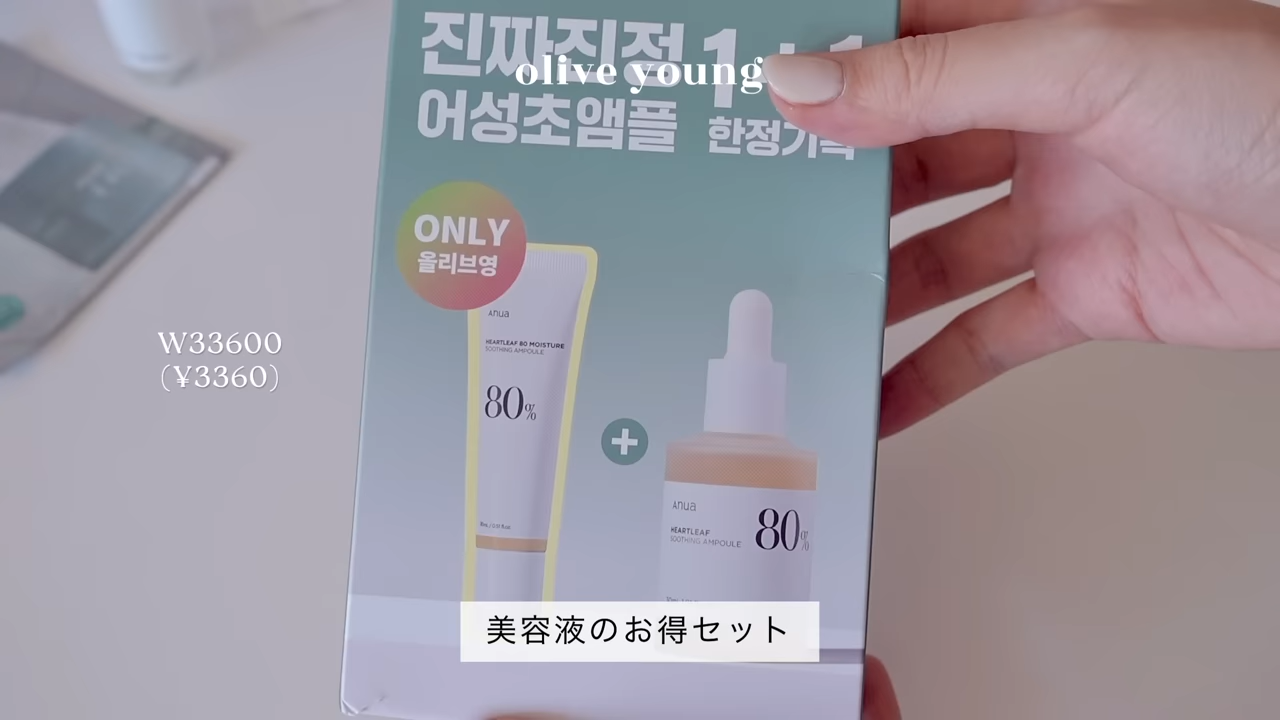 진짜진정 1+1
어성초앰플 한정기획
olive young
ONLY
올리브영
W33600
(¥3360)
Anua
HEARTLEAF 80 MOISTURE
SOOTHING AMPOULE
80%
Anua
HEARTLEAF
SOOTHING AMPOULE
80%
美容液のお得セット